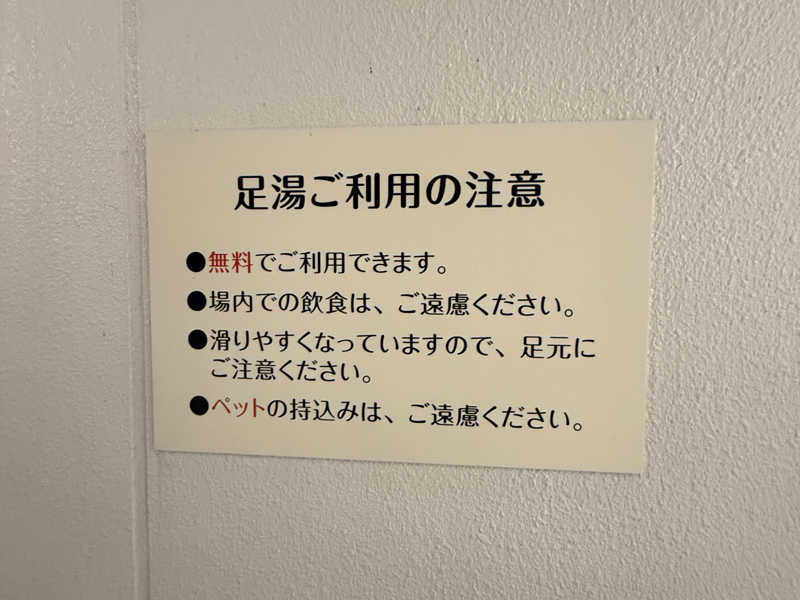 足湯ご利用の注意
●無料でご利用できます。
●場内での飲食は、ご遠慮ください。
●滑りやすくなっていますので、足元に
ご注意ください。
●ペットの持込みは、ご遠慮ください。